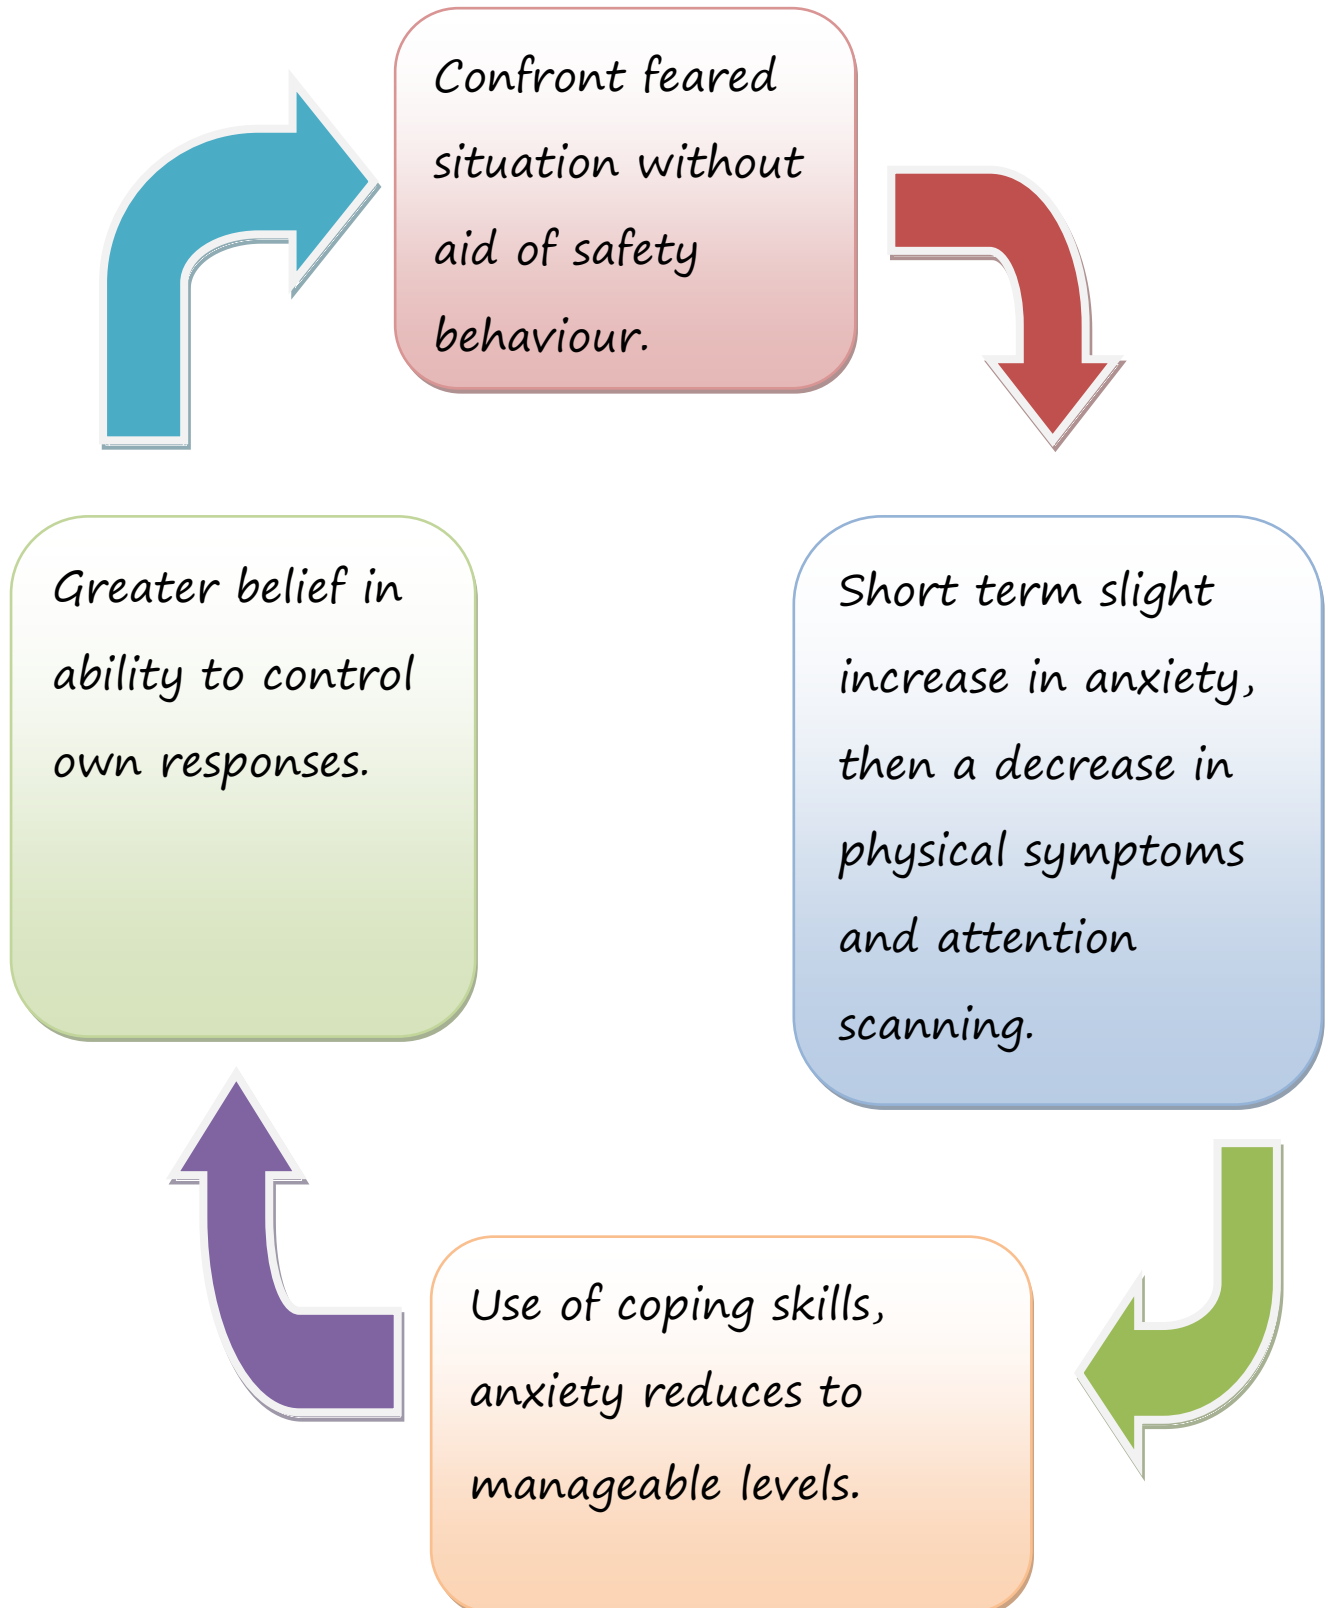 Confront feared
situation without
aid of safety
behaviour.
Short term slight
increase in anxiety,
then a decrease in
physical symptoms
and attention
scanning.
Use of coping skills,
anxiety reduces to
manageable levels.
Greater belief in
ability to control
own responses.